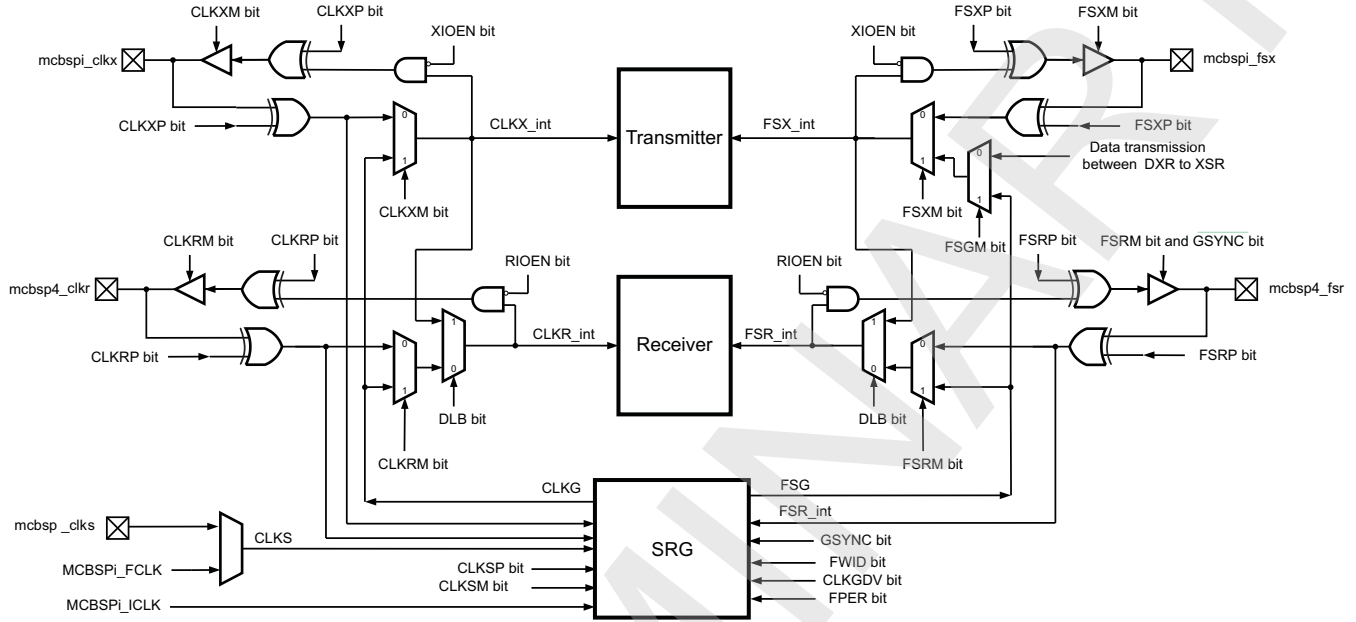 CLKXM bit
CLKXP bit
XIOEN bit
XIOEN bit
FSXP bit
FSXM bit
mcbspi_clkx
mcbspi_fsx
CLKXP bit
0
CLKX_int
Transmitter
FSX_int
0
FSXP bit
1
1
0
Data transmission
between DXR to XSR
CLKXM bit
FSXM bit
1
FSGM bit
CLKRM bit
CLKRP bit
RIOEN bit
RIOEN bit
FSRP bit
FSRM bit and GSYNC bit
mcbsp4_clkr
mcbsp4_fsr
1
1
CLKRP bit
0
CLKR_int
Receiver
FSR_int
0
FSRP bit
0
0
1
1
DLB bit
DLB bit
CLKRM bit
FSRM bit
CLKG
FSG
mcbsp _clks
FSR_int
CLKS
SRG
GSYNC bit
MCBSPi_FCLK
CLKSP bit
FWID bit
CLKSM bit
CLKGDV bit
MCBSPi_ICLK
FPER bit
MINARY